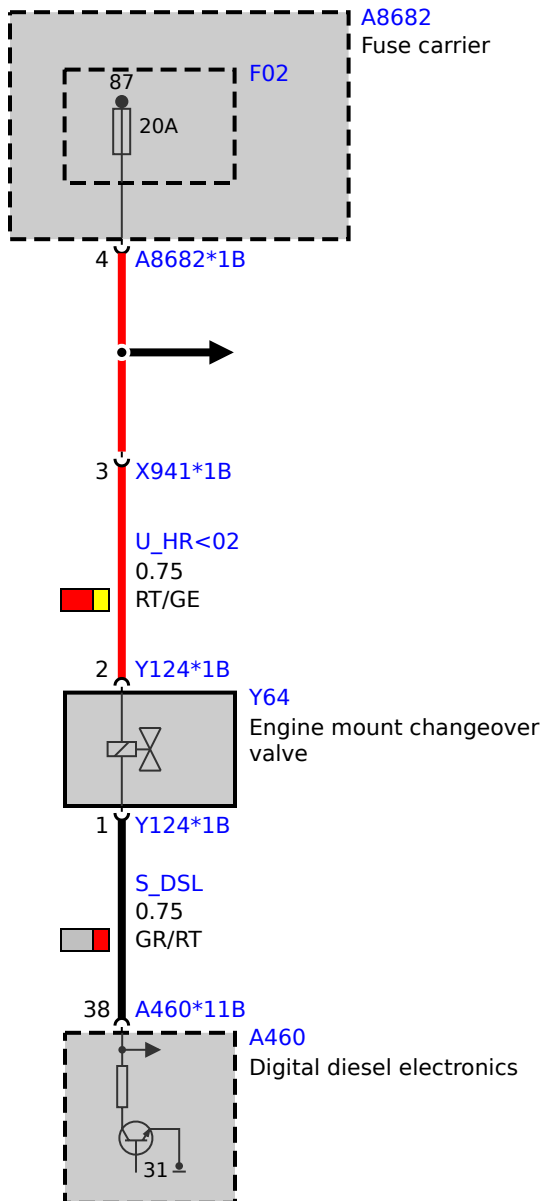 A8682
Fuse carrier
F02
87
20A
4 A8682*1B
3 X941*1B
U_HR<02
0.75
RT/GE
2 Y124*1B
Y64
Engine mount changeover
valve
1 Y124*1B
S_DSL
0.75
GR/RT
38 A460*11B
A460
Digital diesel electronics
31